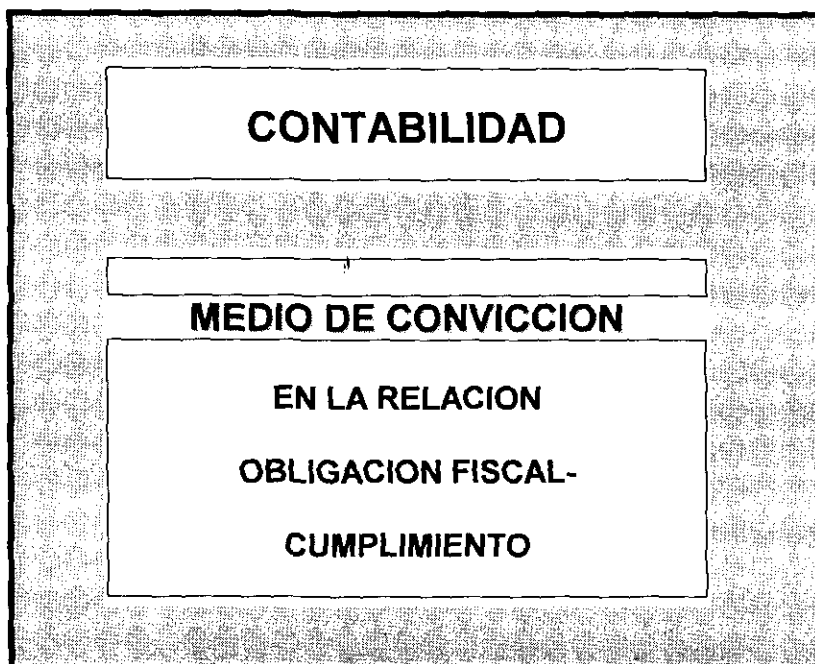 CONTABILIDAD
MEDIO DE CONVICCION
EN LA RELACION
OBLIGACION FISCAL-
CUMPLIMIENTO